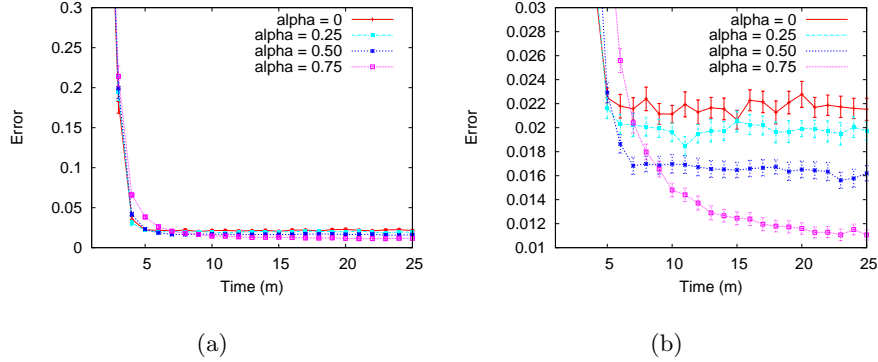 0.3
0.25
0.2
0.15
0.1
0.05
0
5
10
15
20
25
Error
Time (m)
alpha = 0
alpha = 0.25
alpha = 0.50
alpha = 0.75
(a)
0.03
0.028
0.026
0.024
0.022
0.02
0.018
0.016
0.014
0.012
0.01
5
10
15
20
25
Error
Time (m)
alpha = 0
alpha = 0.25
alpha = 0.50
alpha = 0.75
(b)